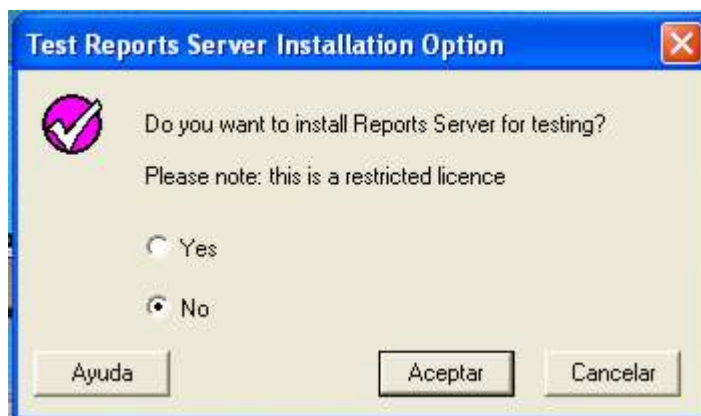 Test Reports Server Installation Option
Do you want to install Reports Server for testing?
Please note: this is a restricted licence
Yes
No
Ayuda Aceptar Cancelar